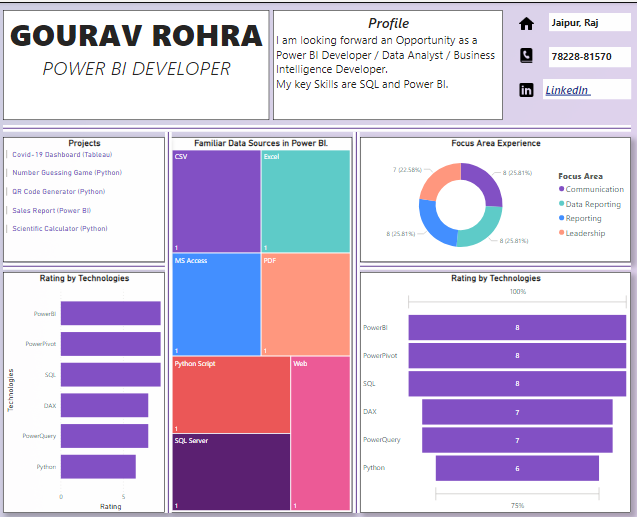 GOURAV ROHRA
POWER BI DEVELOPER
Profile
I am looking forward an Opportunity as a
Power BI Developer / Data Analyst / Business
Intelligence Developer.
My key Skills are SQL and Power BI.
Jaipur, Raj
78228-81570
in LinkedIn
Projects
Covid-19 Dashboard (Tableau)
Number Guessing Game (Python)
QR Code Generator (Python)
Sales Report (Power BI)
Scientific Calculator (Python)
Familiar Data Sources in Power BI.
CSV
1
Excel
1
MS Access
1
PDF
1
Python Script
1
Web
1
SQL Server
1
Focus Area Experience
7 (22.58%)
8 (25.81%)
8 (25.81%)
8 (25.81%)
Focus Area
Communication
Data Reporting
Reporting
Leadership
Rating by Technologies
Technologies
PowerBI
PowerPivot
SQL
DAX
PowerQuery
Python
0 5
Rating
Rating by Technologies
100%
PowerBI 8
PowerPivot 8
SQL 8
DAX 7
PowerQuery 7
Python 6
75%